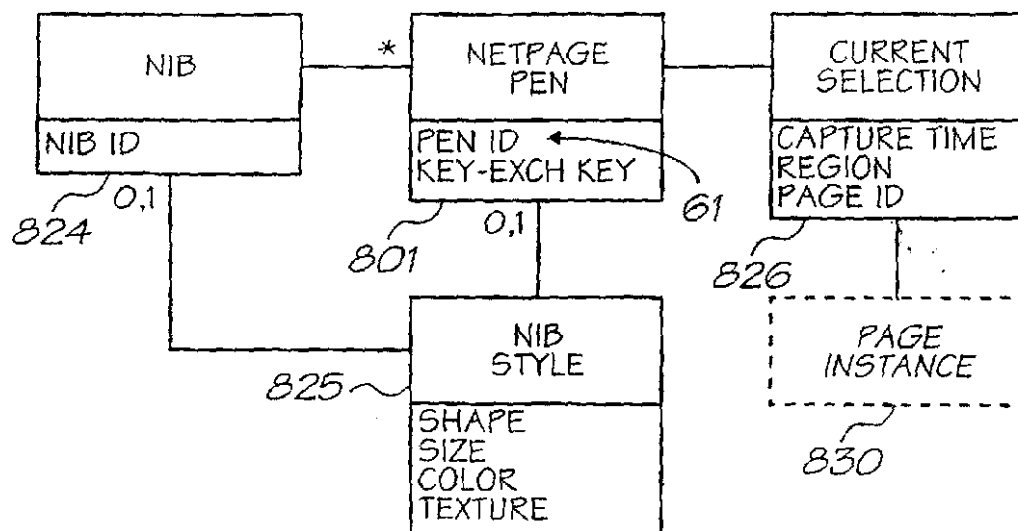 NIB
NIB ID
824
0,1
*
NETPAGE
PEN
PEN ID
KEY-EXCH KEY
61
801
0,1
CURRENT
SELECTION
CAPTURE TIME
REGION
PAGE ID
826
NIB
STYLE
825
SHAPE
SIZE
COLOR
TEXTURE
PAGE
INSTANCE
830